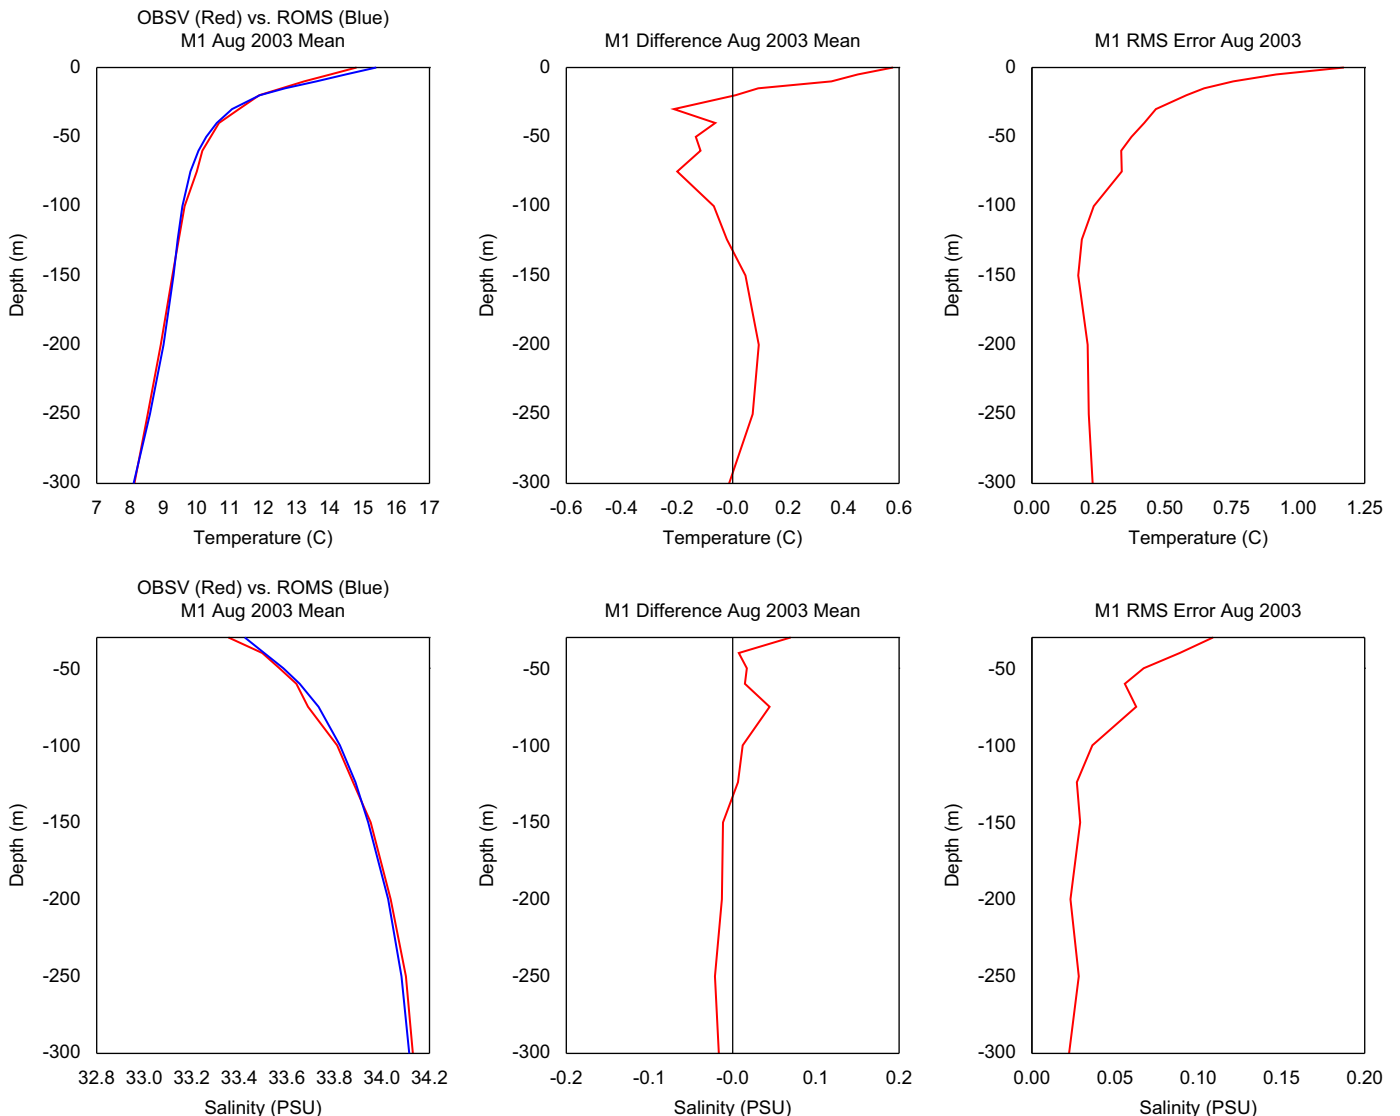 OBSV (Red) vs. ROMS (Blue)
M1 Aug 2003 Mean
0
-50
-100
-150
-200
-250
-300
Depth (m)
7 8 9 10 11 12 13 14 15 16 17
Temperature (C)
M1 Difference Aug 2003 Mean
0
-50
-100
-150
-200
-250
-300
Depth (m)
-0.6 -0.4 -0.2 -0.0 0.2 0.4 0.6
Temperature (C)
M1 RMS Error Aug 2003
0
-50
-100
-150
-200
-250
-300
Depth (m)
0.00 0.25 0.50 0.75 1.00 1.25
Temperature (C)
OBSV (Red) vs. ROMS (Blue)
M1 Aug 2003 Mean
-50
-100
-150
-200
-250
-300
Depth (m)
32.8 33.0 33.2 33.4 33.6 33.8 34.0 34.2
Salinity (PSU)
M1 Difference Aug 2003 Mean
-50
-100
-150
-200
-250
-300
Depth (m)
-0.2 -0.1 -0.0 0.1 0.2
Salinity (PSU)
M1 RMS Error Aug 2003
-50
-100
-150
-200
-250
-300
Depth (m)
0.00 0.05 0.10 0.15 0.20
Salinity (PSU)